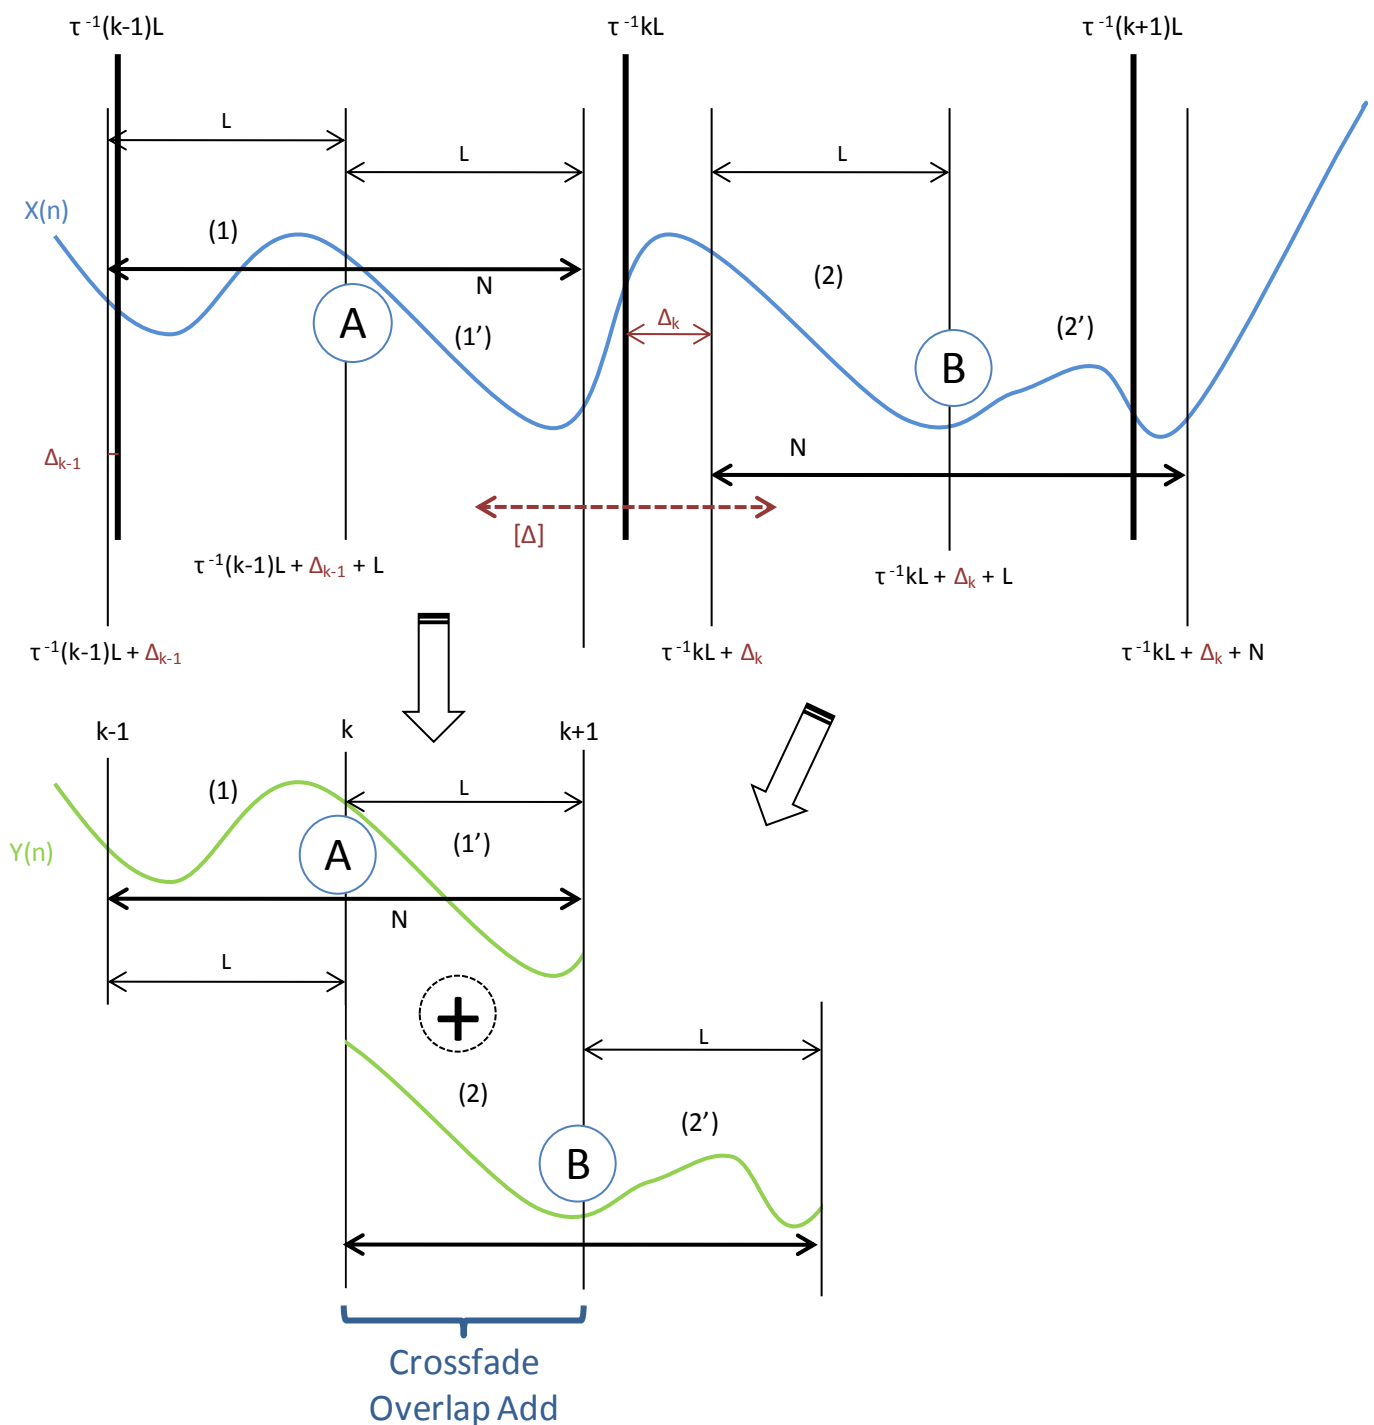 τ⁻¹(k-1)L
τ⁻¹kL
τ⁻¹(k+1)L
L
L
L
X(n)
(1)
(2)
N
A
(1')
Δₖ
(2')
B
Δₖ₋₁
N
[Δ]
τ⁻¹(k-1)L + Δₖ₋₁ + L
τ⁻¹kL + Δₖ + L
τ⁻¹(k-1)L + Δₖ₋₁
τ⁻¹kL + Δₖ
τ⁻¹kL + Δₖ + N
k-1
k
k+1
(1)
L
Y(n)
A
(1')
N
L
+
L
(2)
(2')
B
Crossfade
Overlap Add